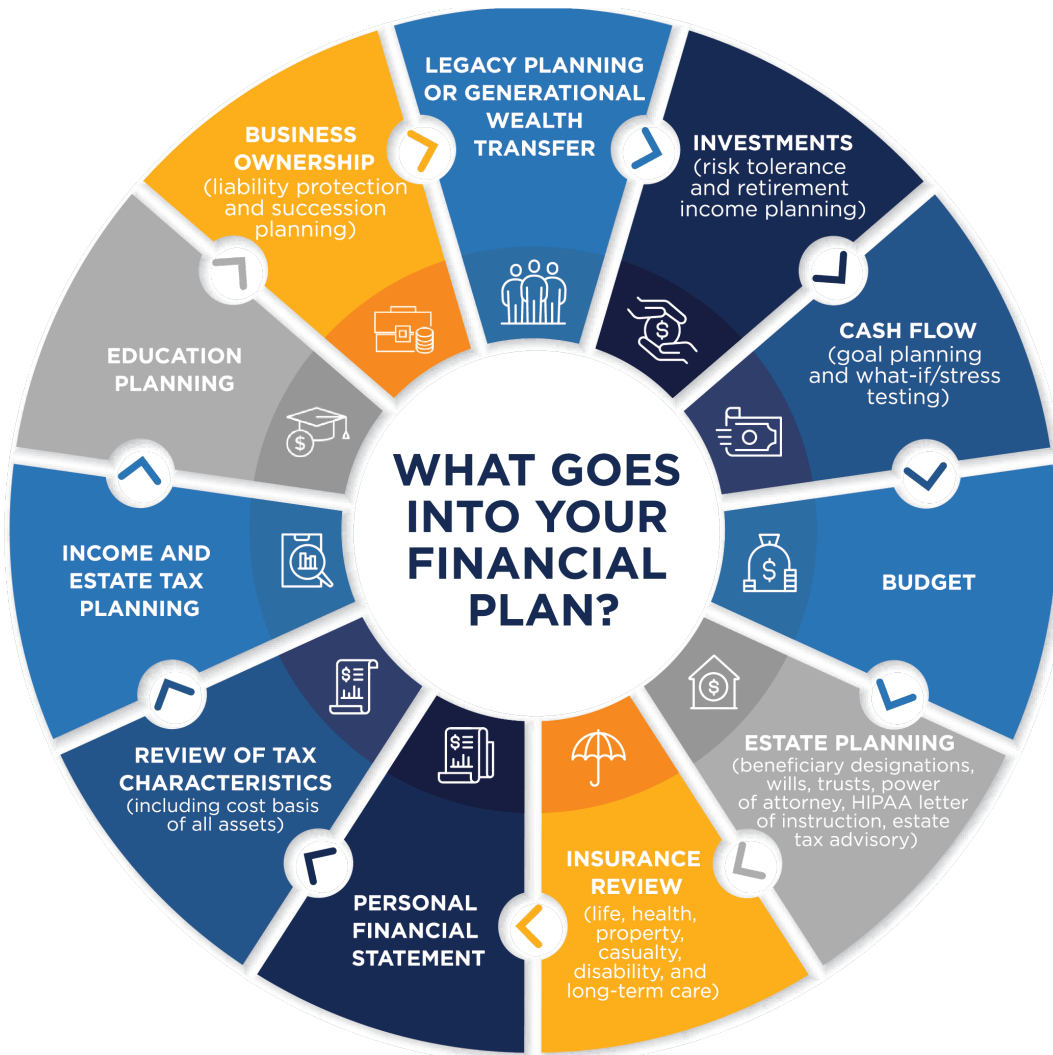 WHAT GOES
INTO YOUR
FINANCIAL
PLAN?
LEGACY PLANNING
OR GENERATIONAL
WEALTH
TRANSFER
INVESTMENTS
(risk tolerance
and retirement
income planning)
CASH FLOW
(goal planning
and what-if/stress
testing)
BUDGET
ESTATE PLANNING
(beneficiary designations,
wills, trusts, power
of attorney, HIPAA letter
of instruction, estate
tax advisory)
INSURANCE
REVIEW
(life, health,
property,
casualty,
disability, and
long-term care)
PERSONAL
FINANCIAL
STATEMENT
REVIEW OF TAX
CHARACTERISTICS
(including cost basis
of all assets)
INCOME AND
ESTATE TAX
PLANNING
EDUCATION
PLANNING
BUSINESS
OWNERSHIP
(liability protection
and succession
planning)